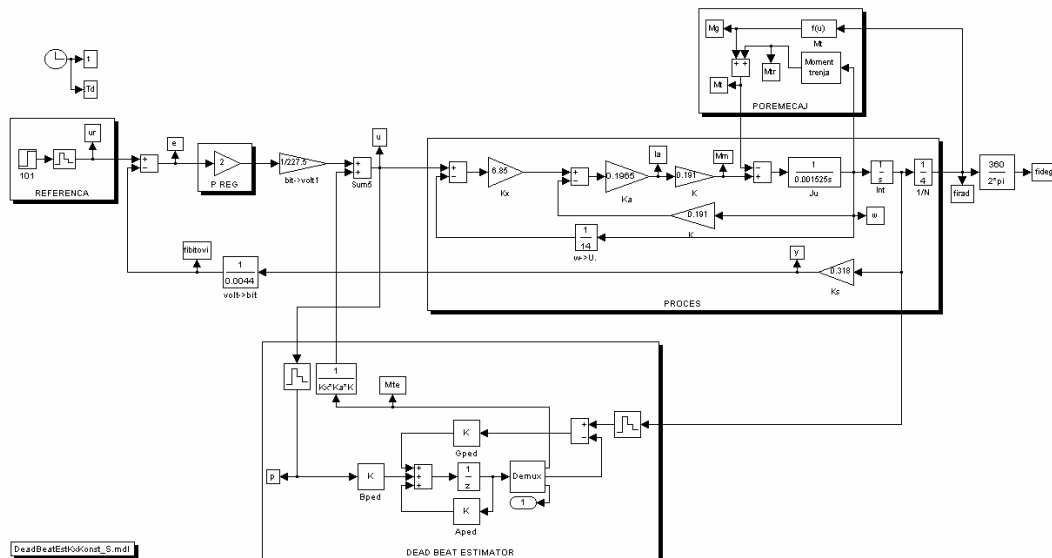 t
Td
ur
101
REFERENCA
+
−
e
2
P REG
1/227.5
bit->volt1
+
+
Sum5
u
+
−
6.85
Kx
+
−
0.1965
Ka
Ia
0.191
K
Mm
−
+
1
0.001525s
Ju
1
s
Int
1
4
1/N
firad
360
2*pi
fideg
Mg
f(u)
Mt
+ +
Mtr
Moment
trenja
Mt
POREMECAJ
0.191
K
w
1
14
w->U.
y
0.318
Ks
PROCES
fibitovi
1
0.0044
volt->bit
1
Kx*Ka*K
Mte
K
Gped
+
−
p
K
Bped
+
+
+
1
z
Demux
1
K
Aped
DEAD BEAT ESTIMATOR
DeadBeatEstKxKonst_S.mdl